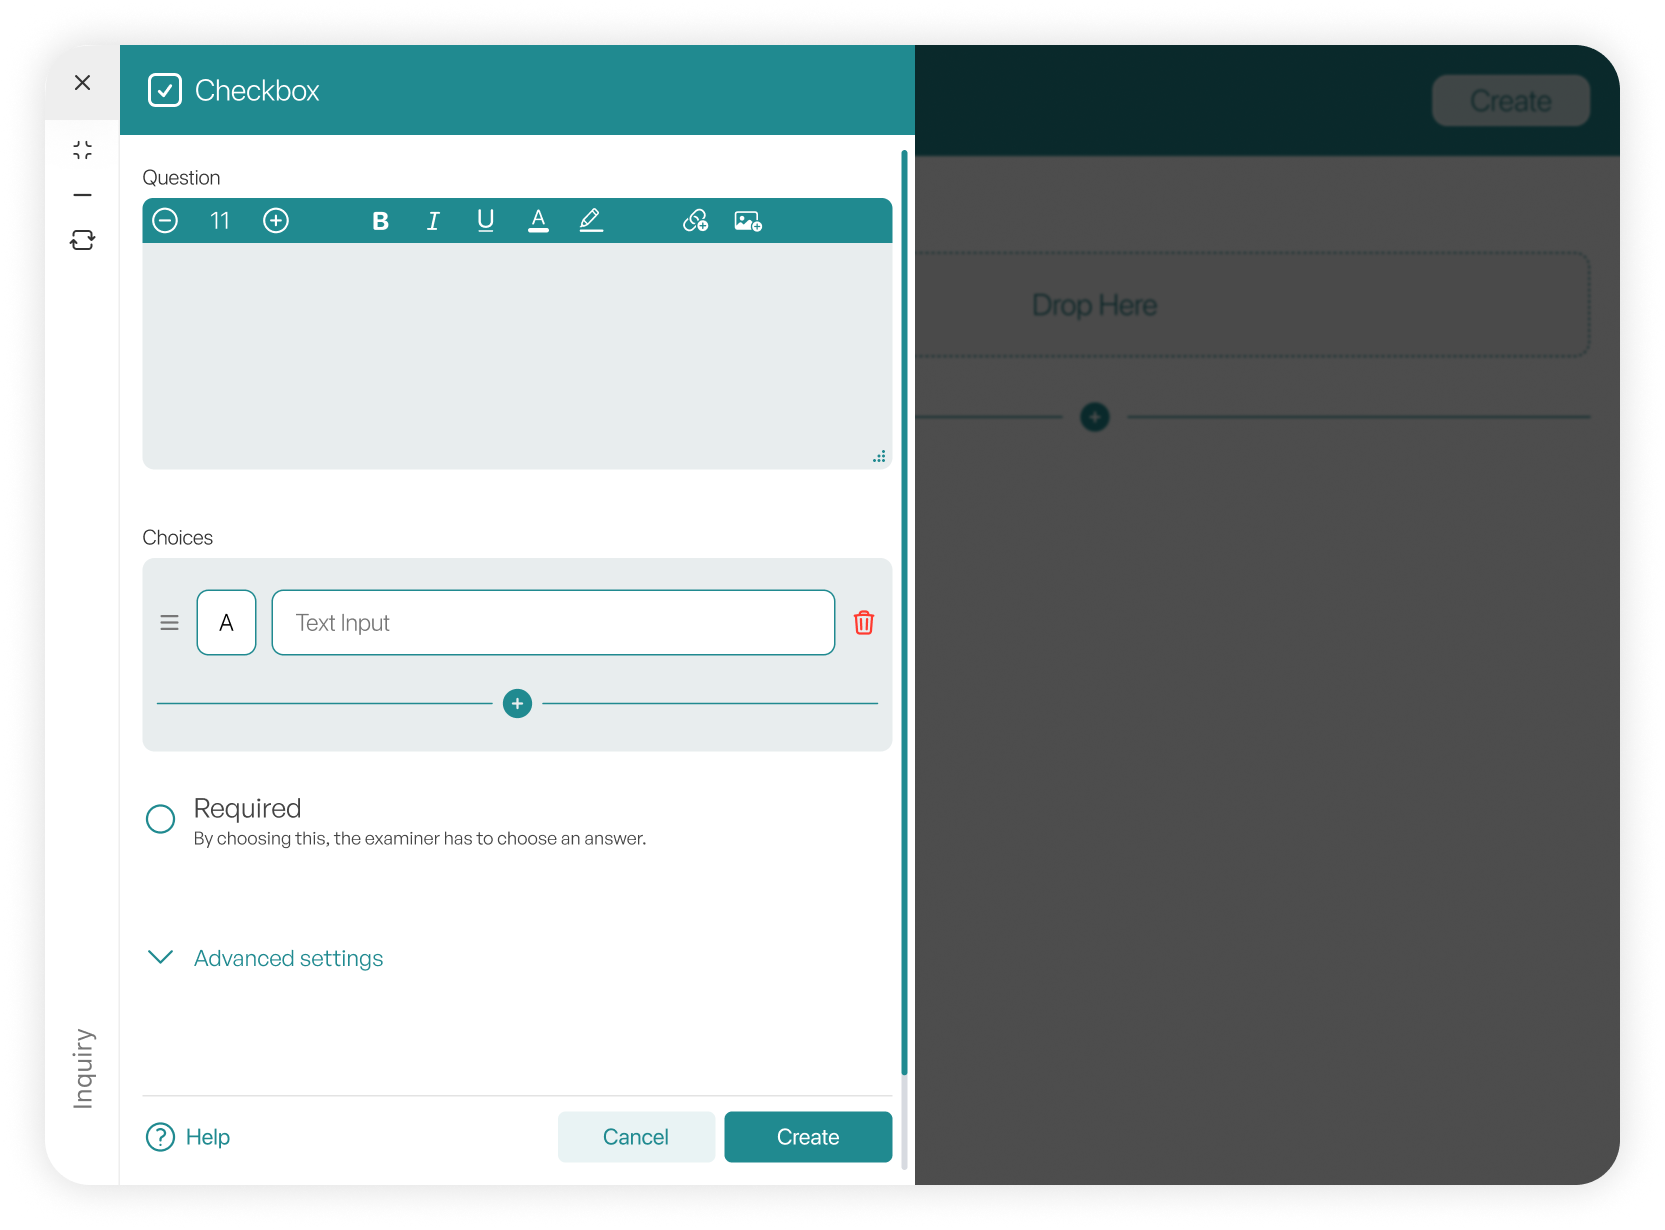 Checkbox
Create
Question
11
B I U A
Drop Here
Choices
A
Text Input
Required
By choosing this, the examiner has to choose an answer.
Advanced settings
Inquiry
? Help
Cancel
Create